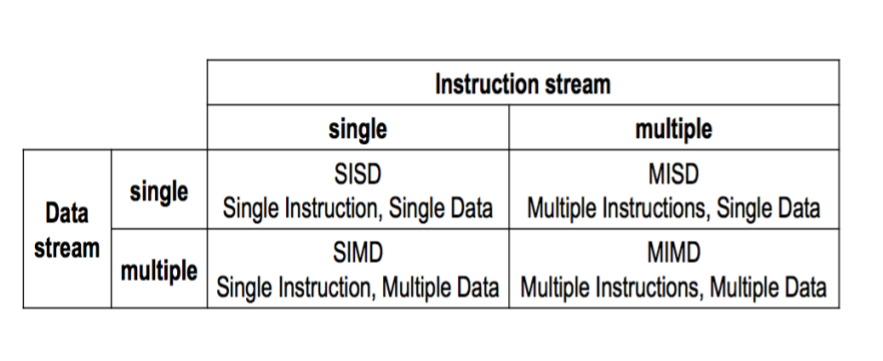 Instruction stream
single multiple
Data stream
single
SISD
Single Instruction, Single Data
MISD
Multiple Instructions, Single Data
multiple
SIMD
Single Instruction, Multiple Data
MIMD
Multiple Instructions, Multiple Data